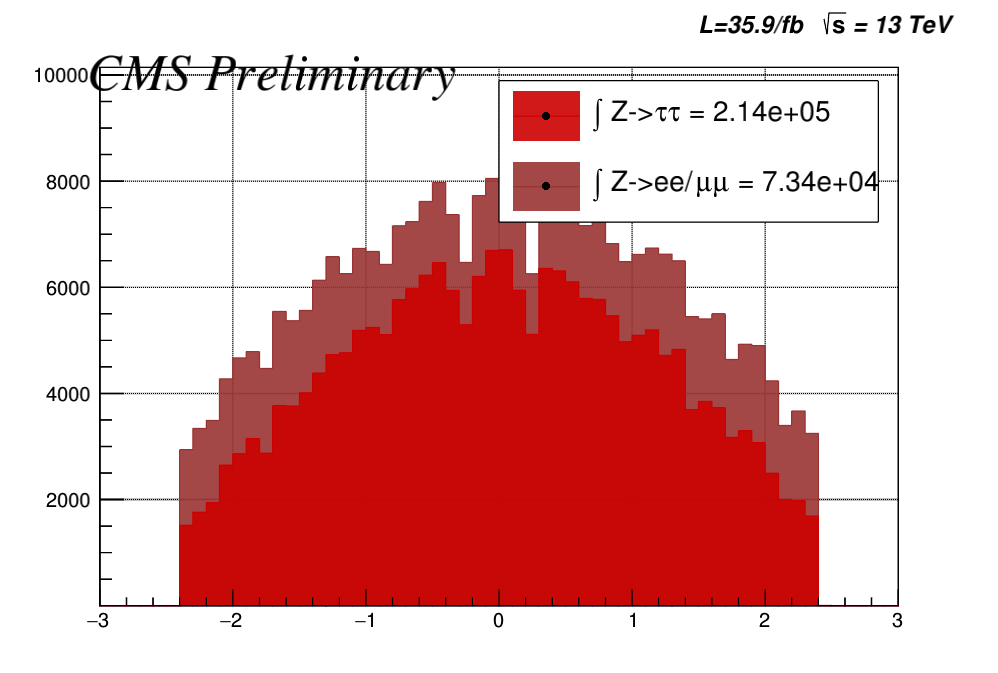 L=35.9/fb √s = 13 TeV
CMS Preliminary
10000
8000
6000
4000
2000
∫ Z->ττ = 2.14e+05
∫ Z->ee/μμ = 7.34e+04
−3 −2 −1 0 1 2 3